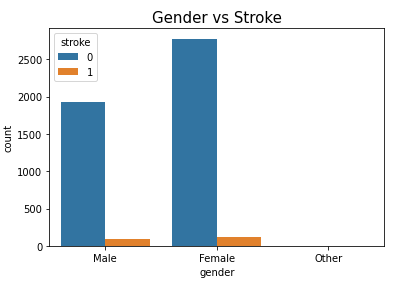 Gender vs Stroke
stroke
0
1
2500
2000
1500
1000
500
0
count
Male Female Other
gender